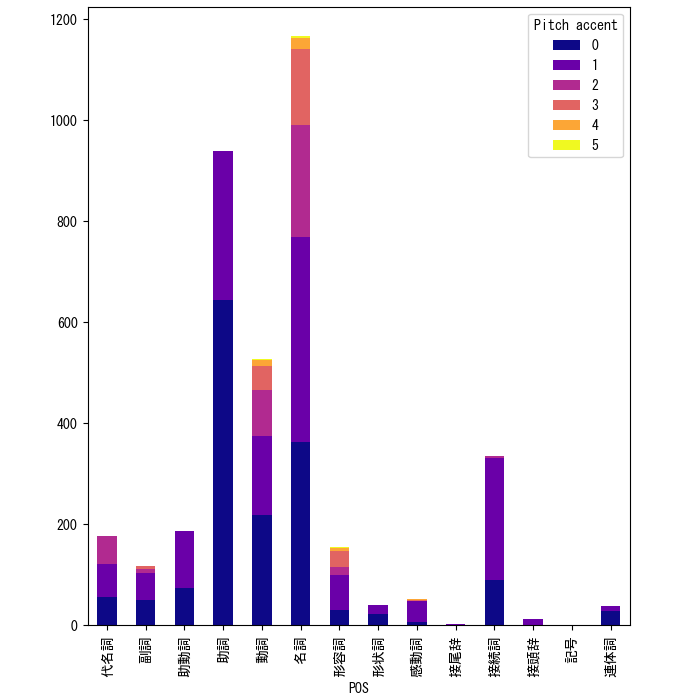 1200
1000
800
600
400
200
0
Pitch accent
0
1
2
3
4
5
代名詞
副詞
助動詞
助詞
動詞
名詞
形容詞
形状詞
感動詞
接尾辞
接続詞
接頭辞
記号
連体詞
POS